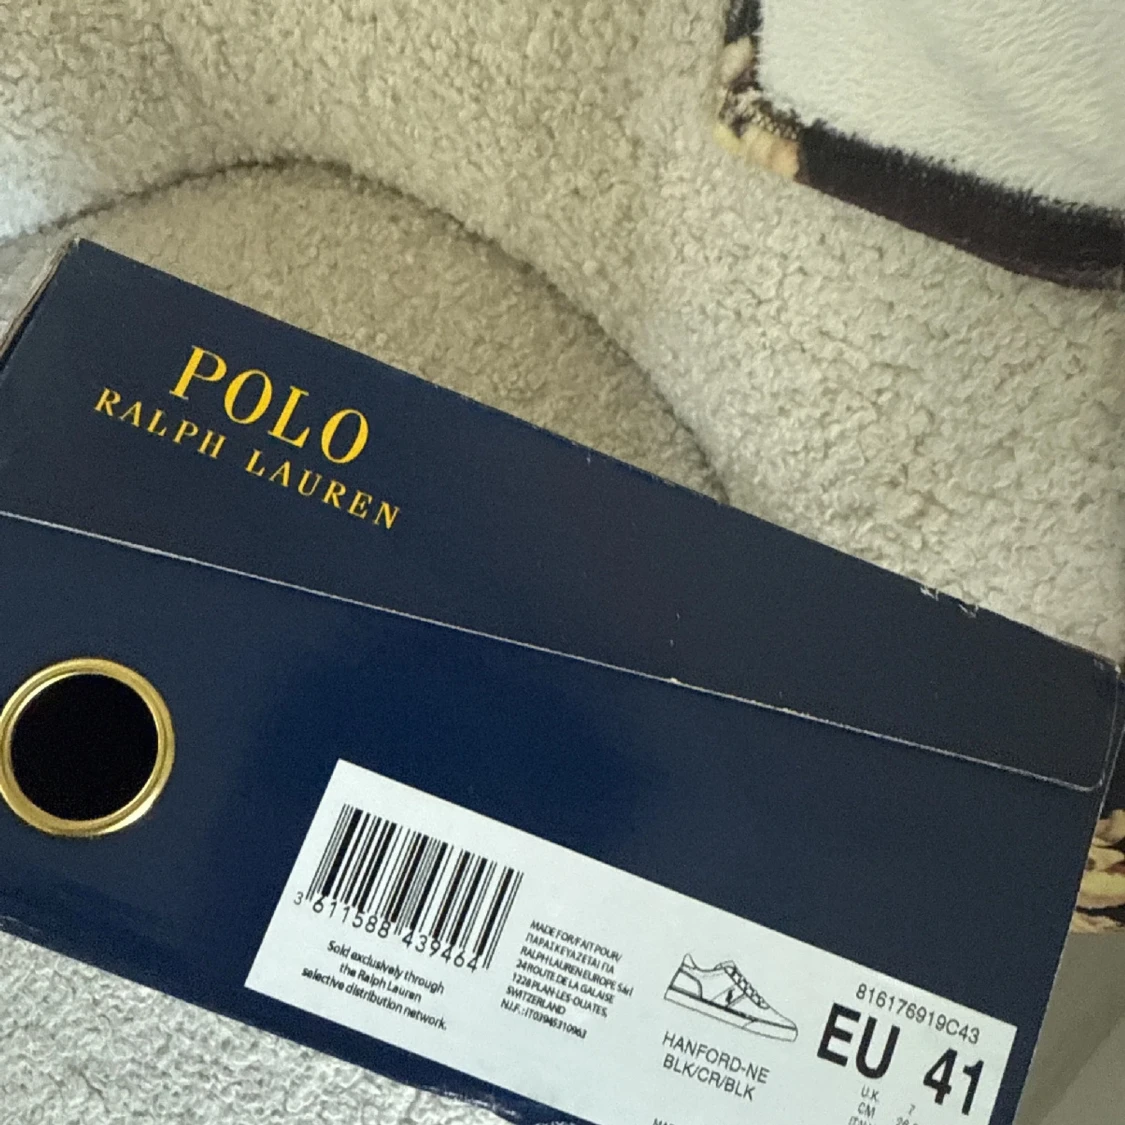 POLO
RALPH LAUREN
3 611588 439464
Sold exclusively through
the Ralph Lauren
selective distribution network.
MADE FOR/FAIT POUR/
ΠΑΡΑΣΚΕΥΑΖΕΤΑΙ ΓΙΑ
RALPH LAUREN EUROPE Sàrl
24 ROUTE DE LA GALAISE
1228 PLAN-LES-OUATES,
SWITZERLAND
N.I.F.: IT03945310963
HANFORD-NE
BLK/CR/BLK
816176919C43
EU 41
U.K. 7
CM